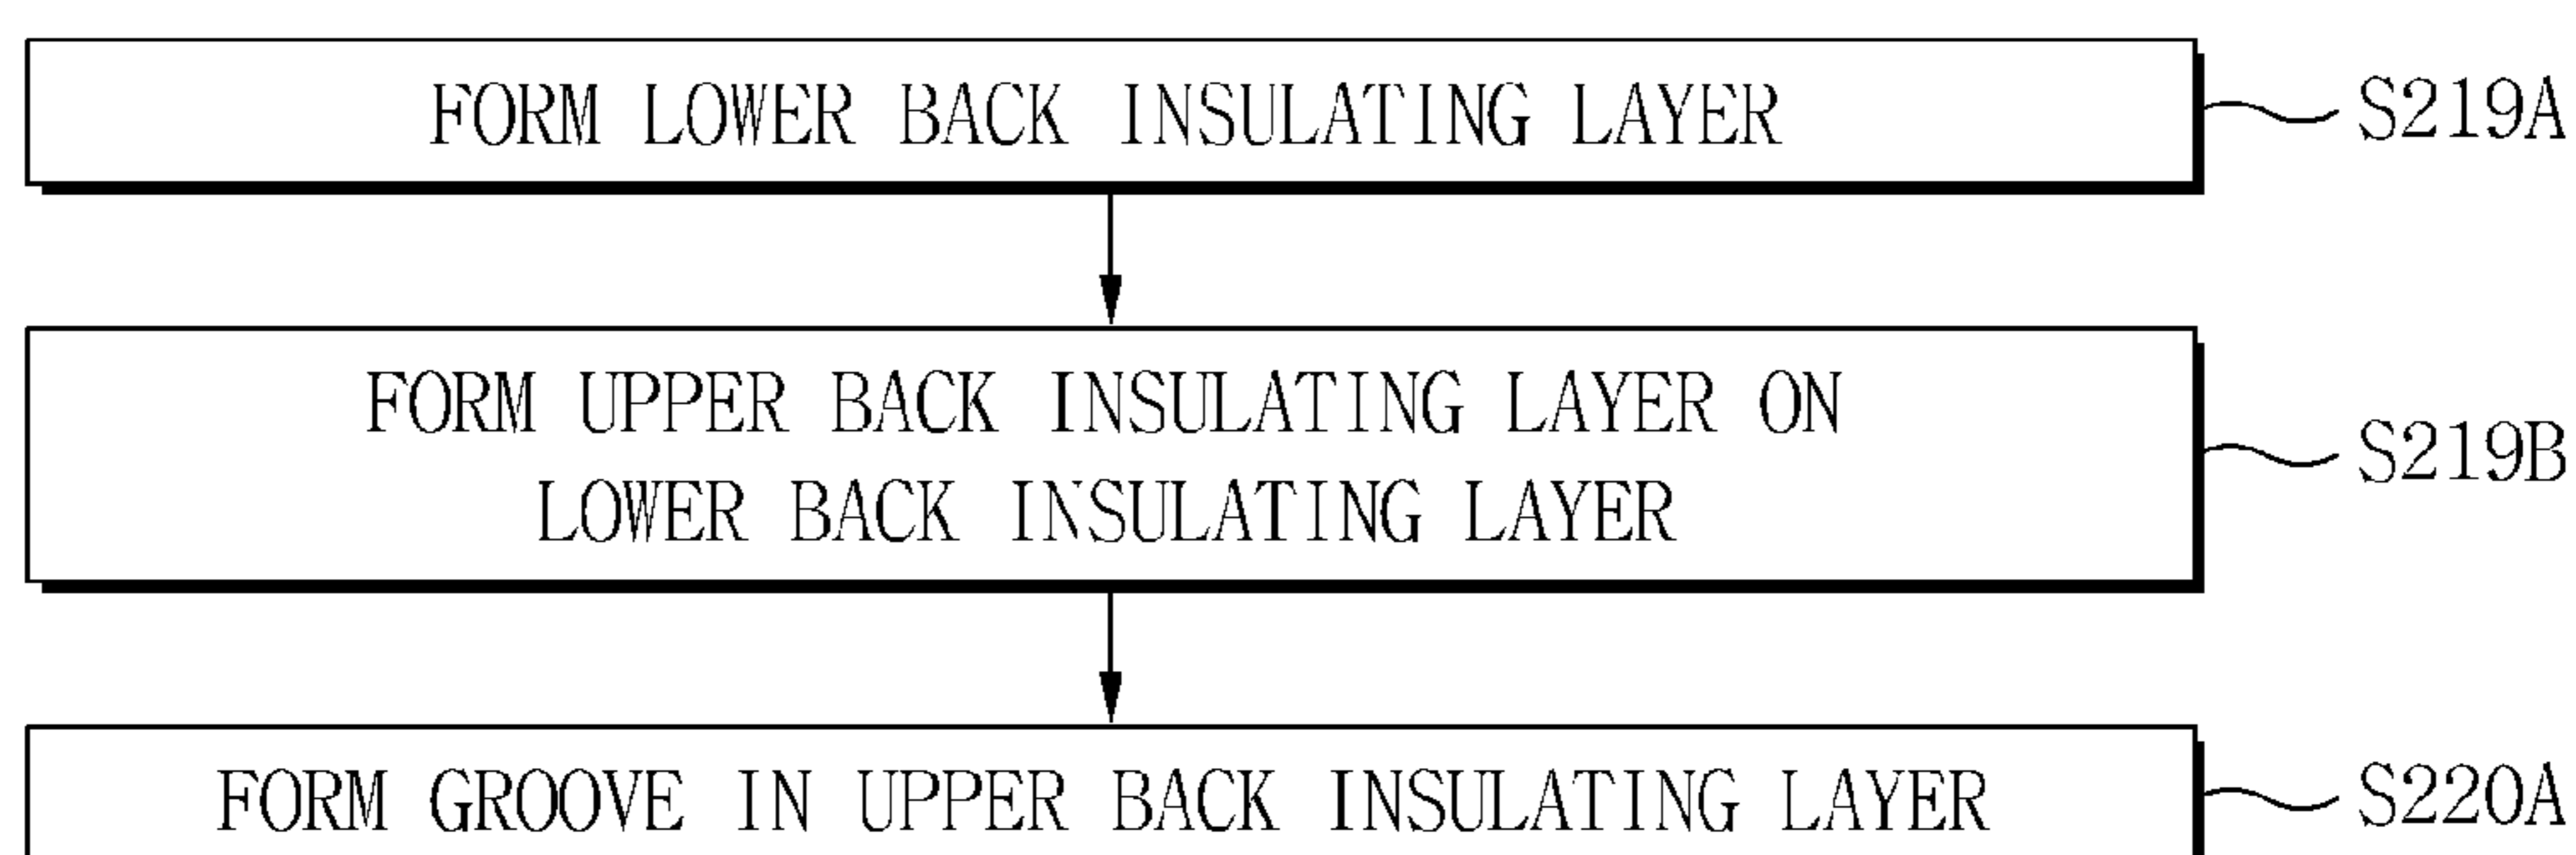 FORM LOWER BACK INSULATING LAYER
S219A
FORM UPPER BACK INSULATING LAYER ON
LOWER BACK INSULATING LAYER
S219B
FORM GROOVE IN UPPER BACK INSULATING LAYER
S220A